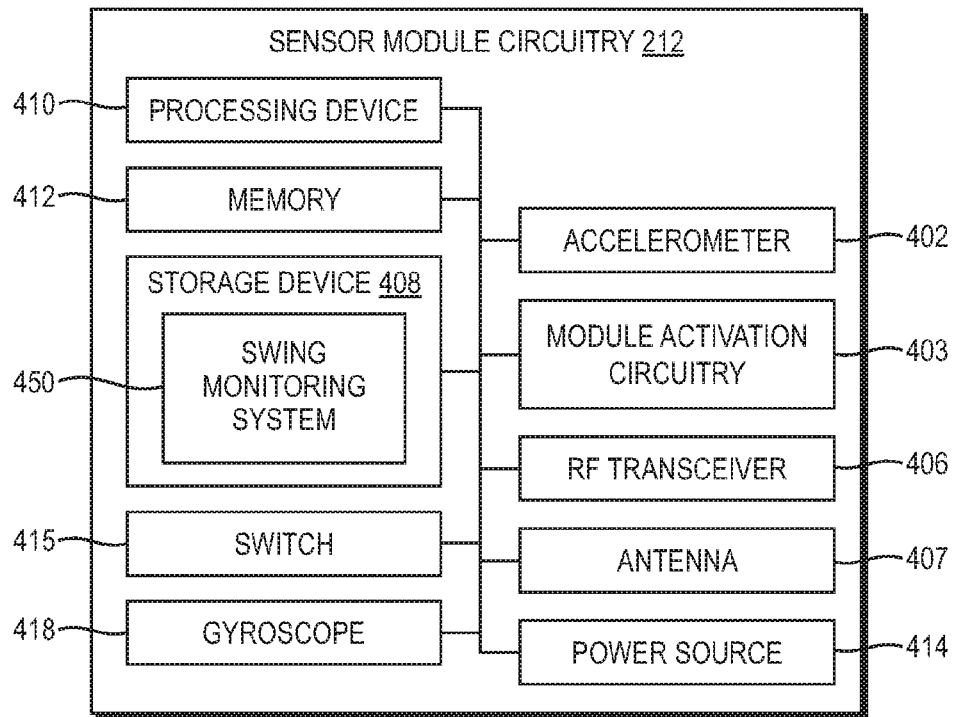 SENSOR MODULE CIRCUITRY 212
410
PROCESSING DEVICE
412
MEMORY
STORAGE DEVICE 408
450
SWING
MONITORING
SYSTEM
415
SWITCH
418
GYROSCOPE
ACCELEROMETER
402
MODULE ACTIVATION
CIRCUITRY
403
RF TRANSCEIVER
406
ANTENNA
407
POWER SOURCE
414